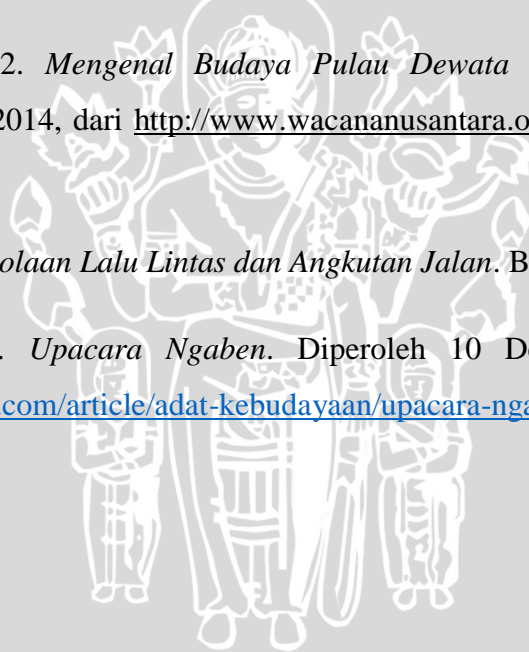 2. Mengenal Budaya Pulau Dewata
2014, dari http://www.wacananusantara.o
olaan Lalu Lintas dan Angkutan Jalan. B
. Upacara Ngaben. Diperoleh 10 De
.com/article/adat-kebudayaan/upacara-nga